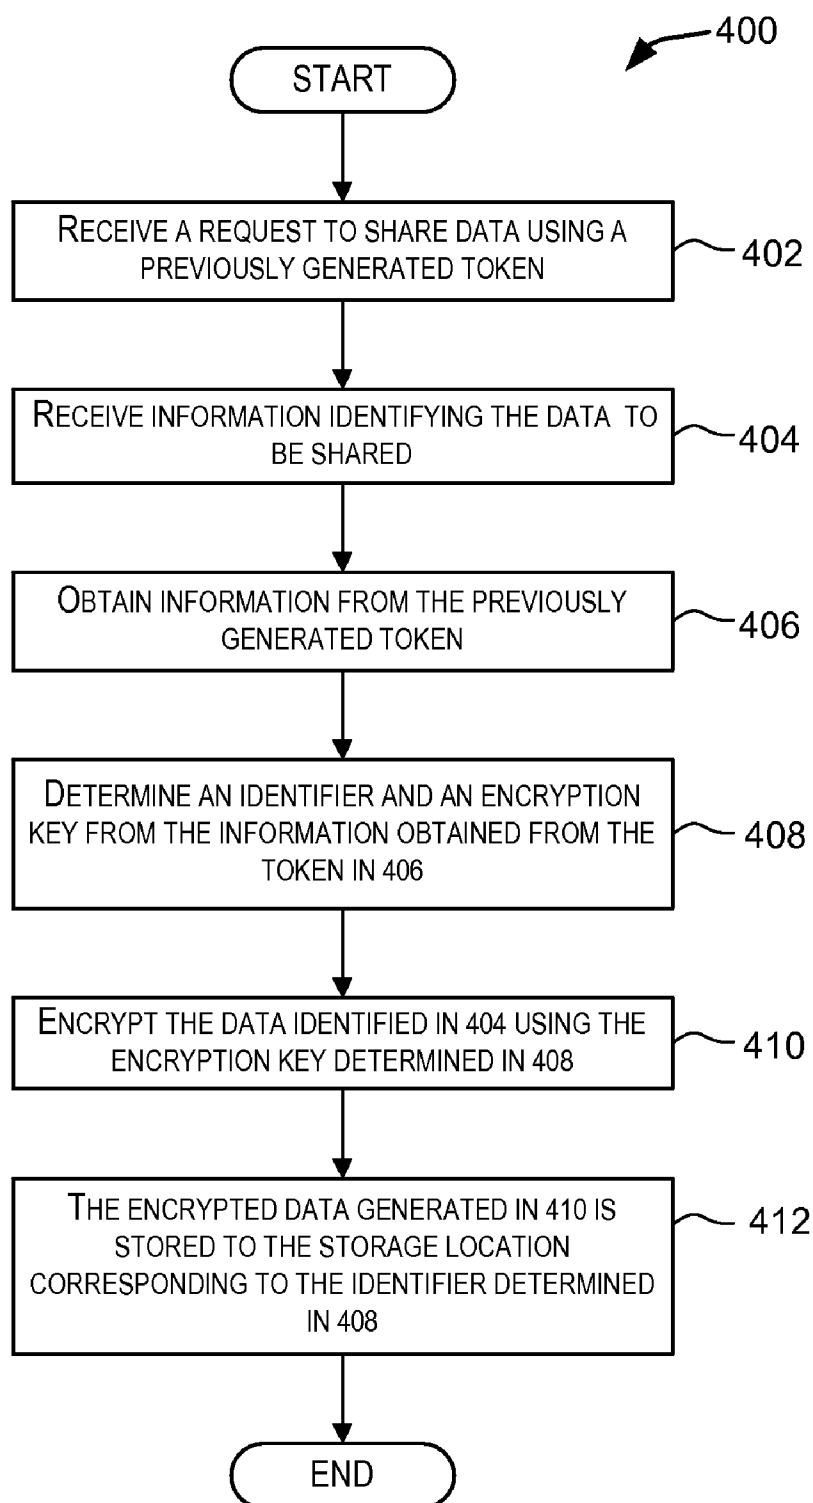 400
START
RECEIVE A REQUEST TO SHARE DATA USING A
PREVIOUSLY GENERATED TOKEN
402
RECEIVE INFORMATION IDENTIFYING THE DATA TO
BE SHARED
404
OBTAIN INFORMATION FROM THE PREVIOUSLY
GENERATED TOKEN
406
DETERMINE AN IDENTIFIER AND AN ENCRYPTION
KEY FROM THE INFORMATION OBTAINED FROM THE
TOKEN IN 406
408
ENCRYPT THE DATA IDENTIFIED IN 404 USING THE
ENCRYPTION KEY DETERMINED IN 408
410
THE ENCRYPTED DATA GENERATED IN 410 IS
STORED TO THE STORAGE LOCATION
CORRESPONDING TO THE IDENTIFIER DETERMINED
IN 408
412
END